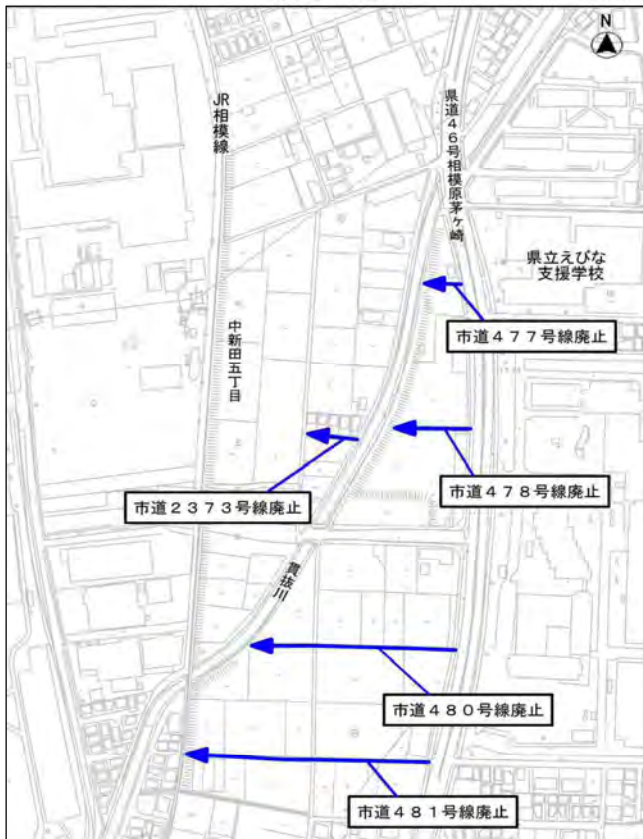 N
JR相模線
県道46号相模原茅ヶ崎
県立えびな
支援学校
市道477号線廃止
中新田五丁目
市道478号線廃止
市道2373号線廃止
貫抜川
市道480号線廃止
市道481号線廃止